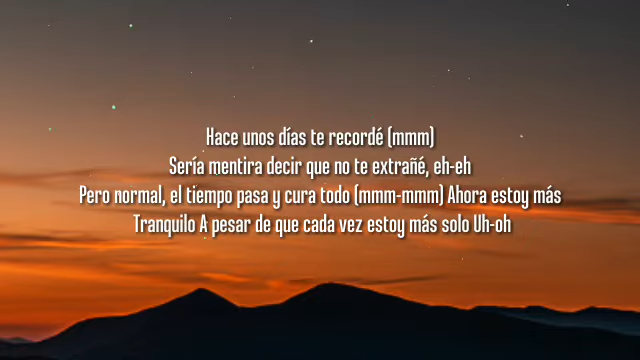 Hace unos días te recordé (mmm)
Sería mentira decir que no te extrañé, eh-eh
Pero normal, el tiempo pasa y cura todo (mmm-mmm) Ahora estoy más
Tranquilo A pesar de que cada vez estoy más solo Uh-oh